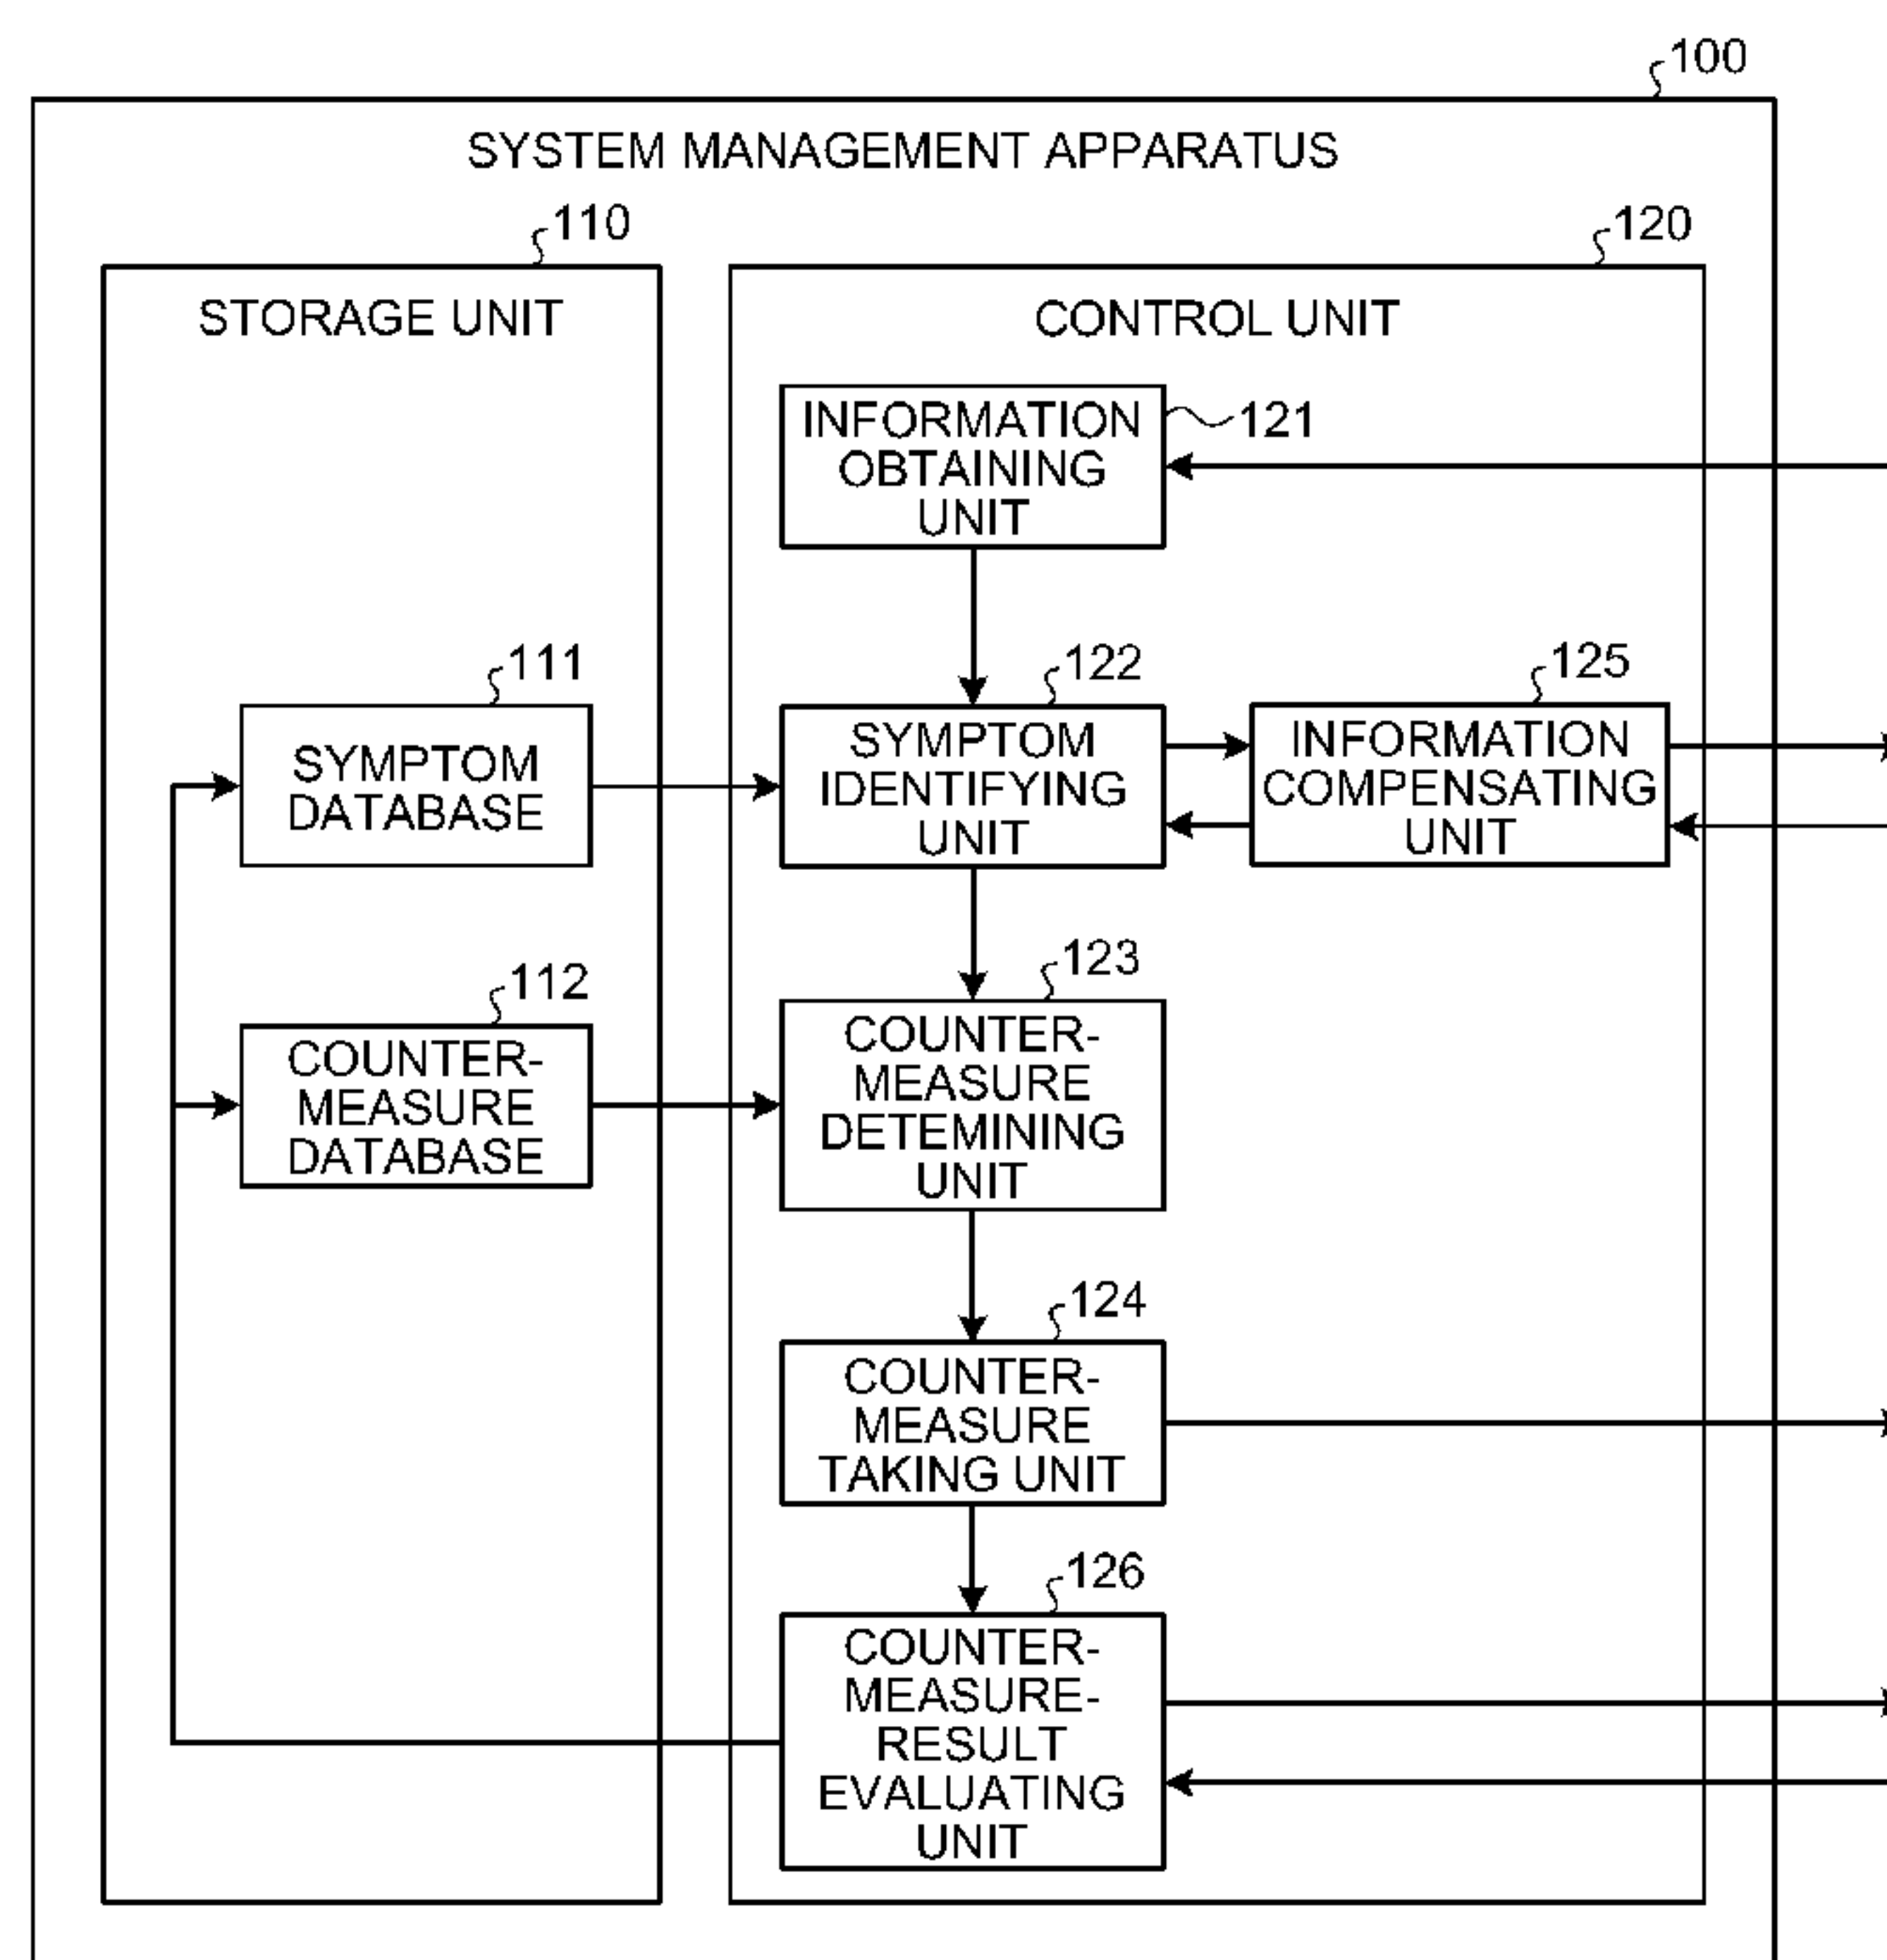 100
SYSTEM MANAGEMENT APPARATUS
110
120
STORAGE UNIT
CONTROL UNIT
INFORMATION
OBTAINING
UNIT
121
111
122
125
SYMPTOM
DATABASE
SYMPTOM
IDENTIFYING
UNIT
INFORMATION
COMPENSATING
UNIT
112
123
COUNTER-
MEASURE
DATABASE
COUNTER-
MEASURE
DETEMINING
UNIT
124
COUNTER-
MEASURE
TAKING UNIT
126
COUNTER-
MEASURE-
RESULT
EVALUATING
UNIT